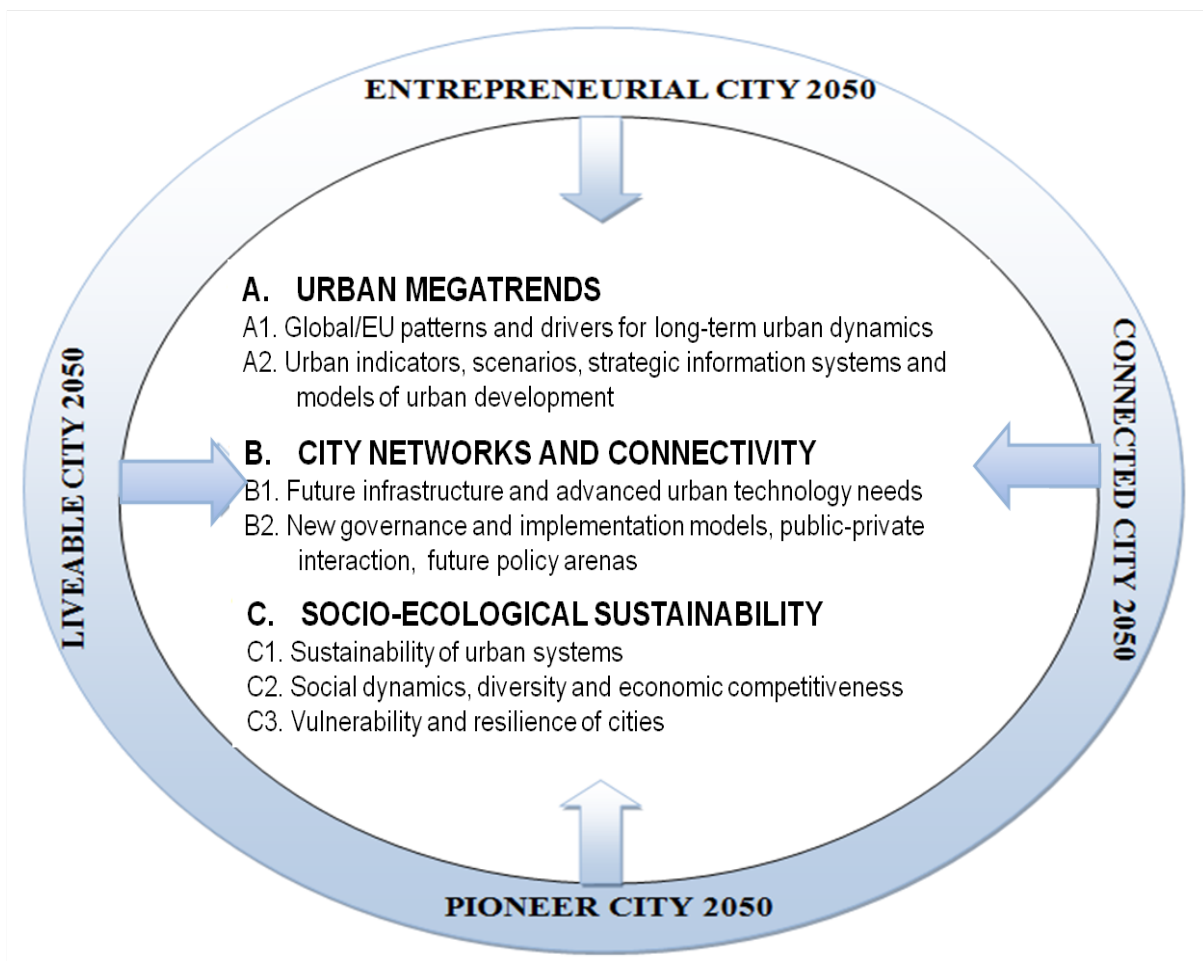 ENTREPRENEURIAL CITY 2050
LIVEABLE CITY 2050
A. URBAN MEGATRENDS
A1. Global/EU patterns and drivers for long-term urban dynamics
A2. Urban indicators, scenarios, strategic information systems and
models of urban development
B. CITY NETWORKS AND CONNECTIVITY
B1. Future infrastructure and advanced urban technology needs
B2. New governance and implementation models, public-private
interaction, future policy arenas
C. SOCIO-ECOLOGICAL SUSTAINABILITY
C1. Sustainability of urban systems
C2. Social dynamics, diversity and economic competitiveness
C3. Vulnerability and resilience of cities
CONNECTED CITY 2050
PIONEER CITY 2050